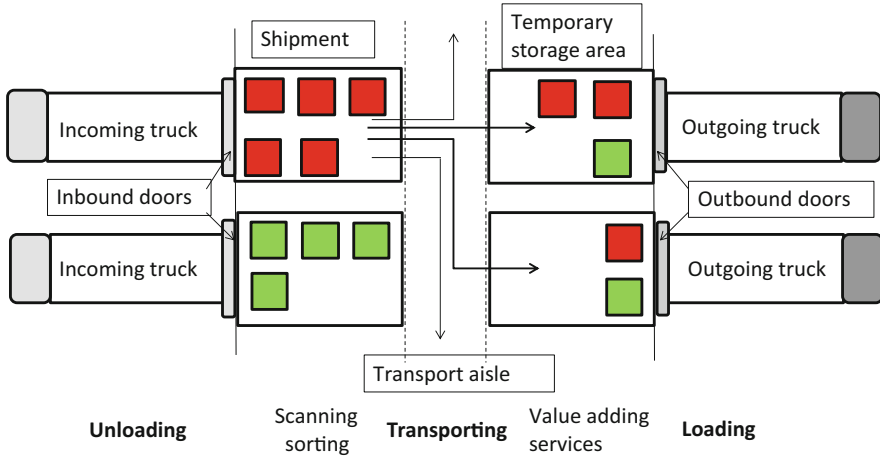 Shipment
Temporary
storage area
Incoming truck
Outgoing truck
Inbound doors
Outbound doors
Incoming truck
Outgoing truck
Transport aisle
Unloading
Scanning
sorting
Transporting
Value adding
services
Loading